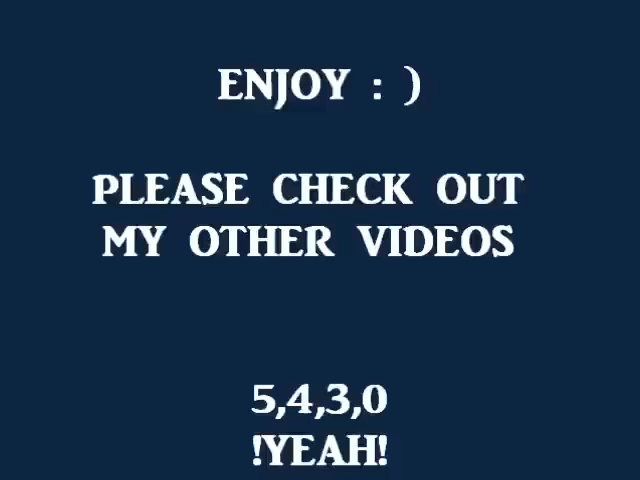 ENJOY : )
PLEASE CHECK OUT
MY OTHER VIDEOS
5,4,3,0
!YEAH!